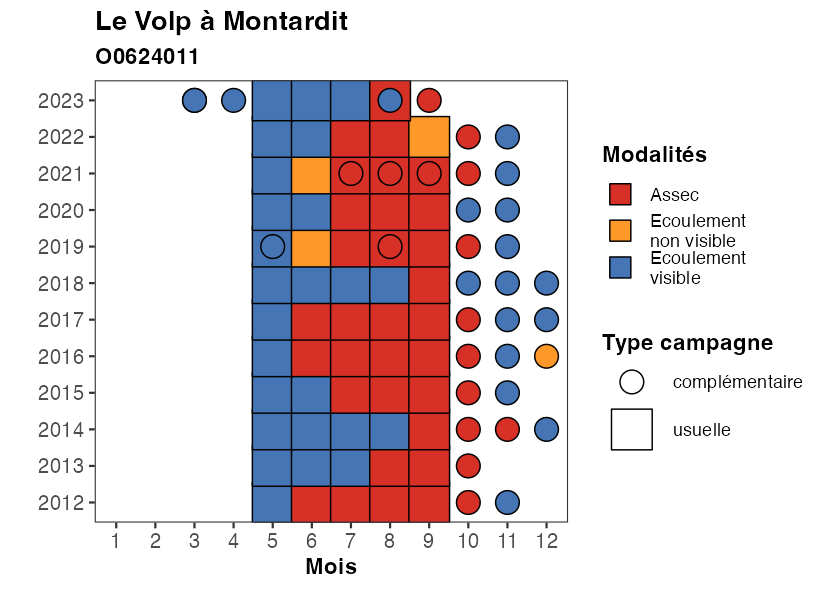 Le Volp à Montardit
O0624011
2023
2022
2021
2020
2019
2018
2017
2016
2015
2014
2013
2012
1 2 3 4 5 6 7 8 9 10 11 12
Mois
Modalités
Assec
Ecoulement
non visible
Ecoulement
visible
Type campagne
complémentaire
usuelle